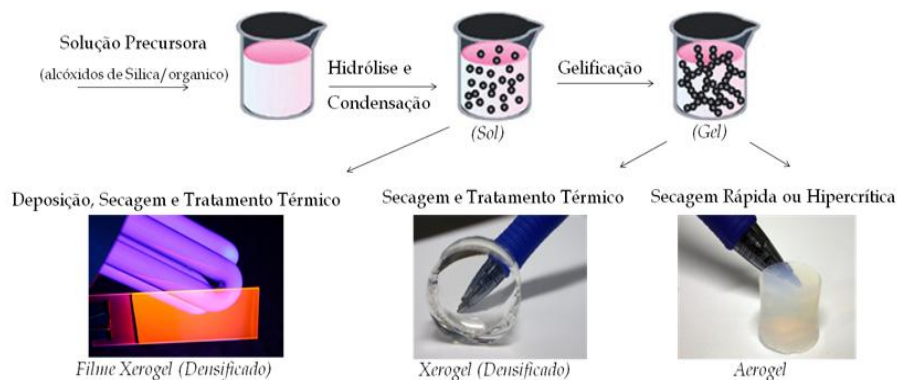 Solução Precursora
(alcóxidos de Silica/organico)
Hidrólise e
Condensação
(Sol)
Gelificação
(Gel)
Deposição, Secagem e Tratamento Térmico
Secagem e Tratamento Térmico
Secagem Rápida ou Hipercrítica
Filme Xerogel (Densificado)
Xerogel (Densificado)
Aerogel